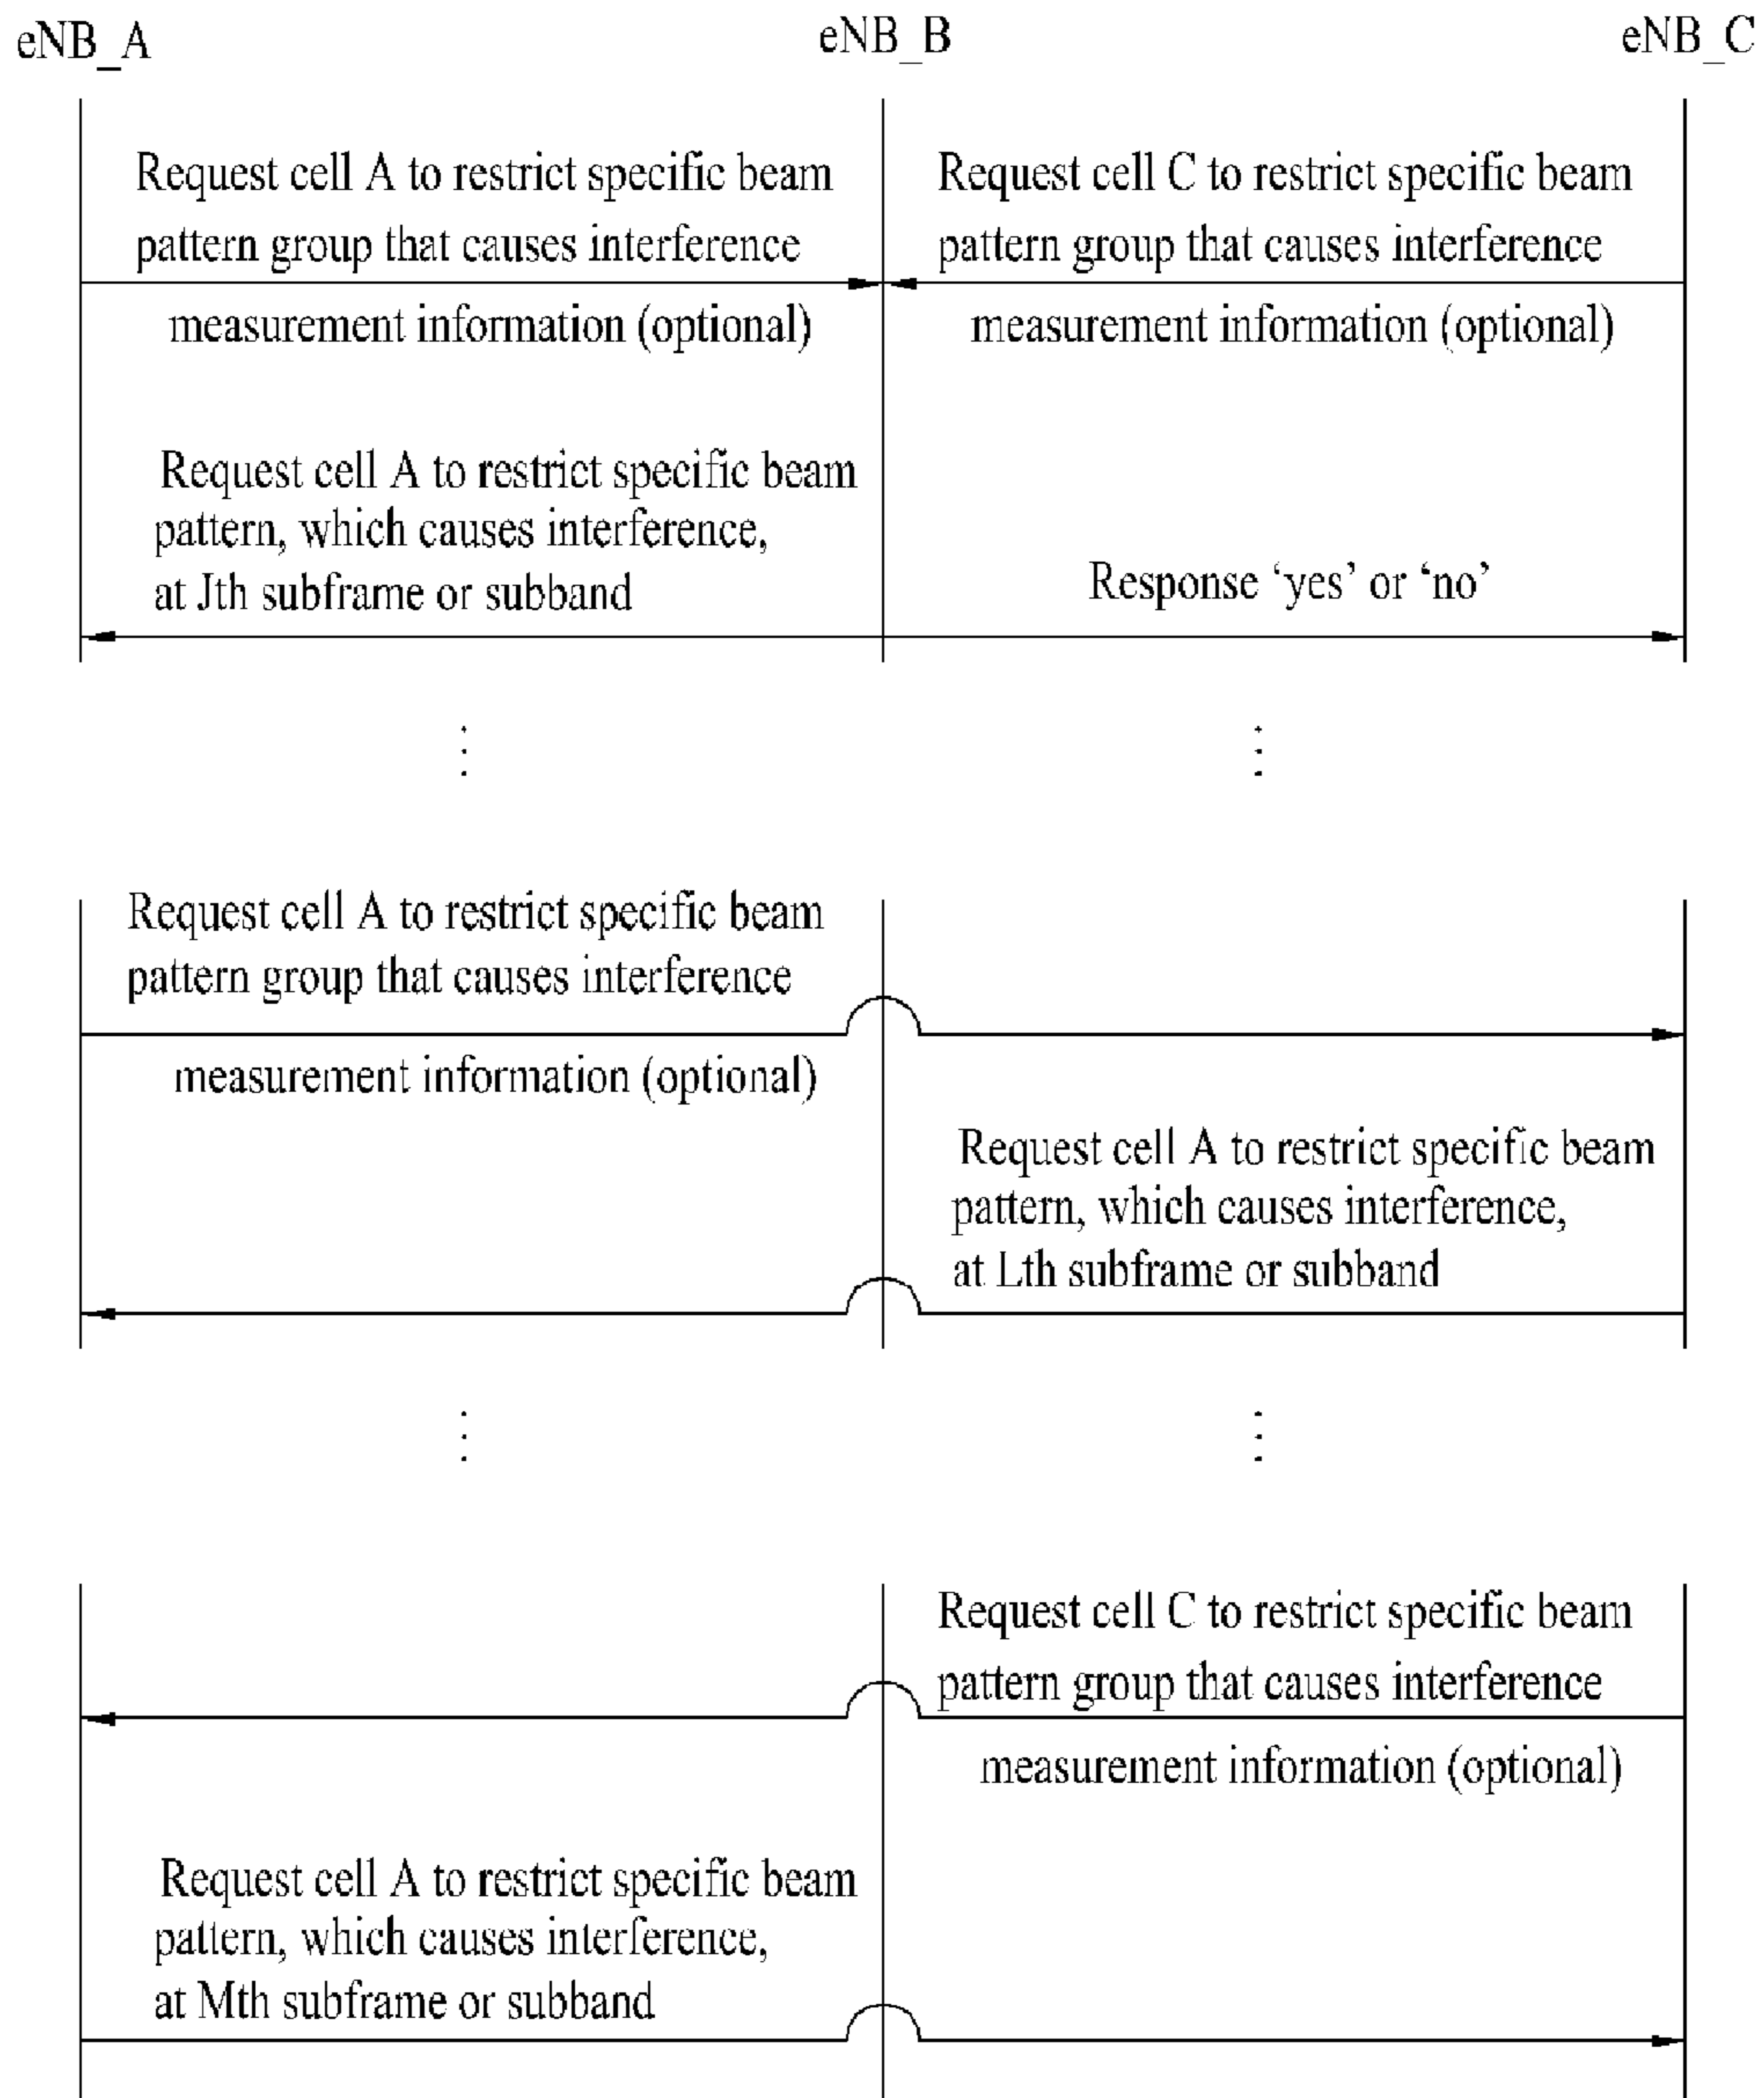 eNB_A
eNB_B
eNB_C
Request cell A to restrict specific beam
pattern group that causes interference
measurement information (optional)
Request cell C to restrict specific beam
pattern group that causes interference
measurement information (optional)
Request cell A to restrict specific beam
pattern, which causes interference,
at Jth subframe or subband
Response ‘yes’ or ‘no’
Request cell A to restrict specific beam
pattern group that causes interference
measurement information (optional)
Request cell A to restrict specific beam
pattern, which causes interference,
at Lth subframe or subband
Request cell C to restrict specific beam
pattern group that causes interference
measurement information (optional)
Request cell A to restrict specific beam
pattern, which causes interference,
at Mth subframe or subband